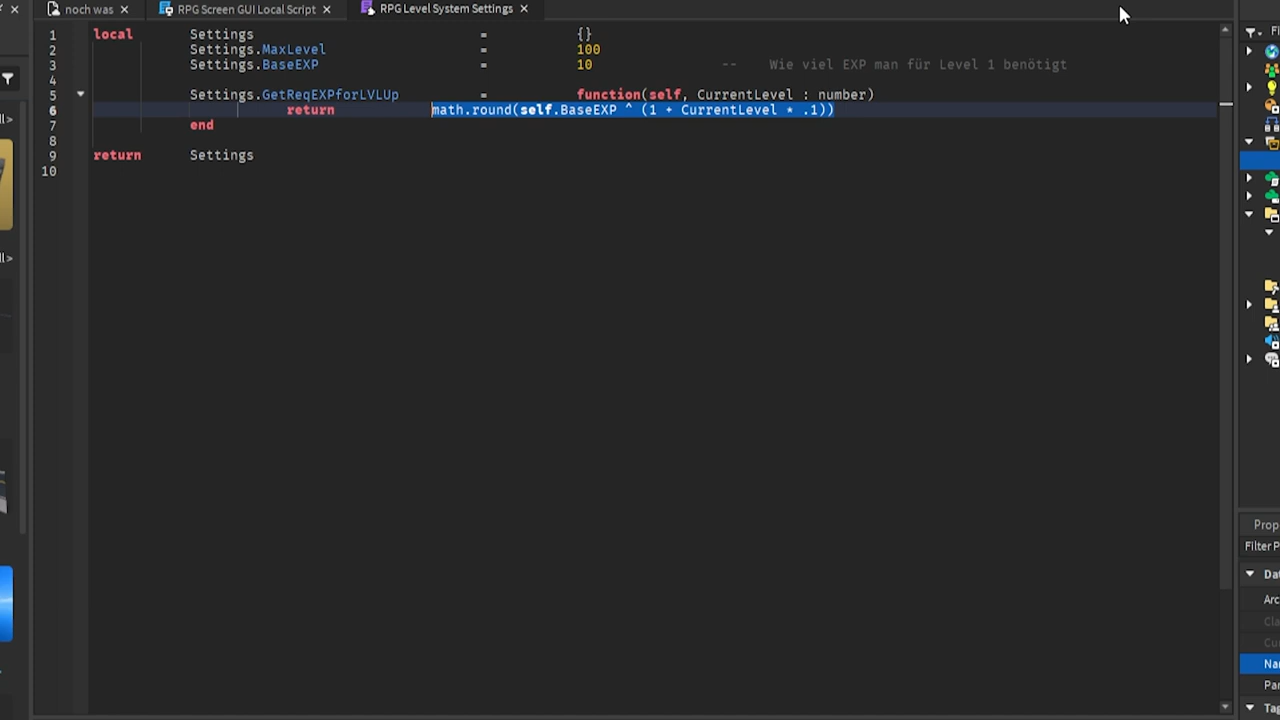 noch was
RPG Screen GUI Local Script
RPG Level System Settings
1 local Settings = {}
2 Settings.MaxLevel = 100
3 Settings.BaseEXP = 10 -- Wie viel EXP man für Level 1 benötigt
4
5 Settings.GetReqEXPforLVLUp = function(self, CurrentLevel : number)
6 return math.round(self.BaseEXP ^ (1 + CurrentLevel * .1))
7 end
8
9 return Settings
10
Filter P